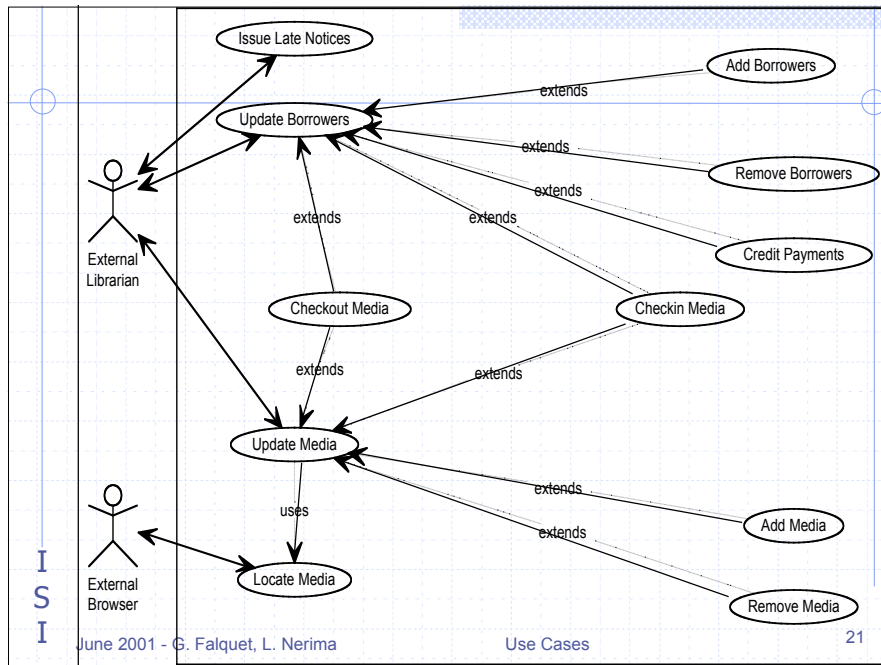 Issue Late Notices
Add Borrowers
extends
Update Borrowers
extends
Remove Borrowers
extends
extends
extends
Credit Payments
External
Librarian
Checkout Media
Checkin Media
extends
extends
Update Media
extends
uses
Add Media
extends
External
Browser
Locate Media
Remove Media
I
S
I
June 2001 - G. Falquet, L. Nerima
Use Cases
21